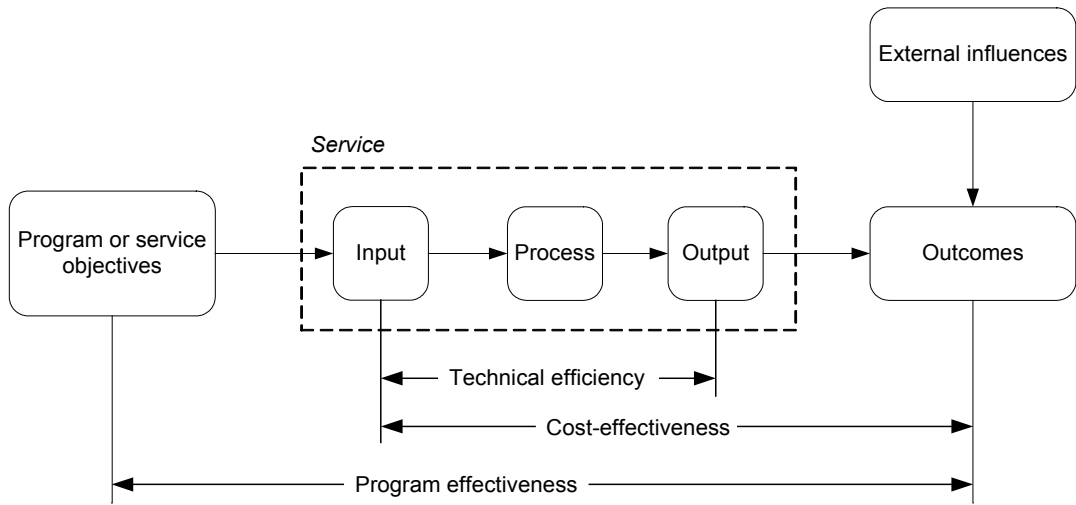 External influences
Service
Program or service
objectives
Input
Process
Output
Outcomes
Technical efficiency
Cost-effectiveness
Program effectiveness